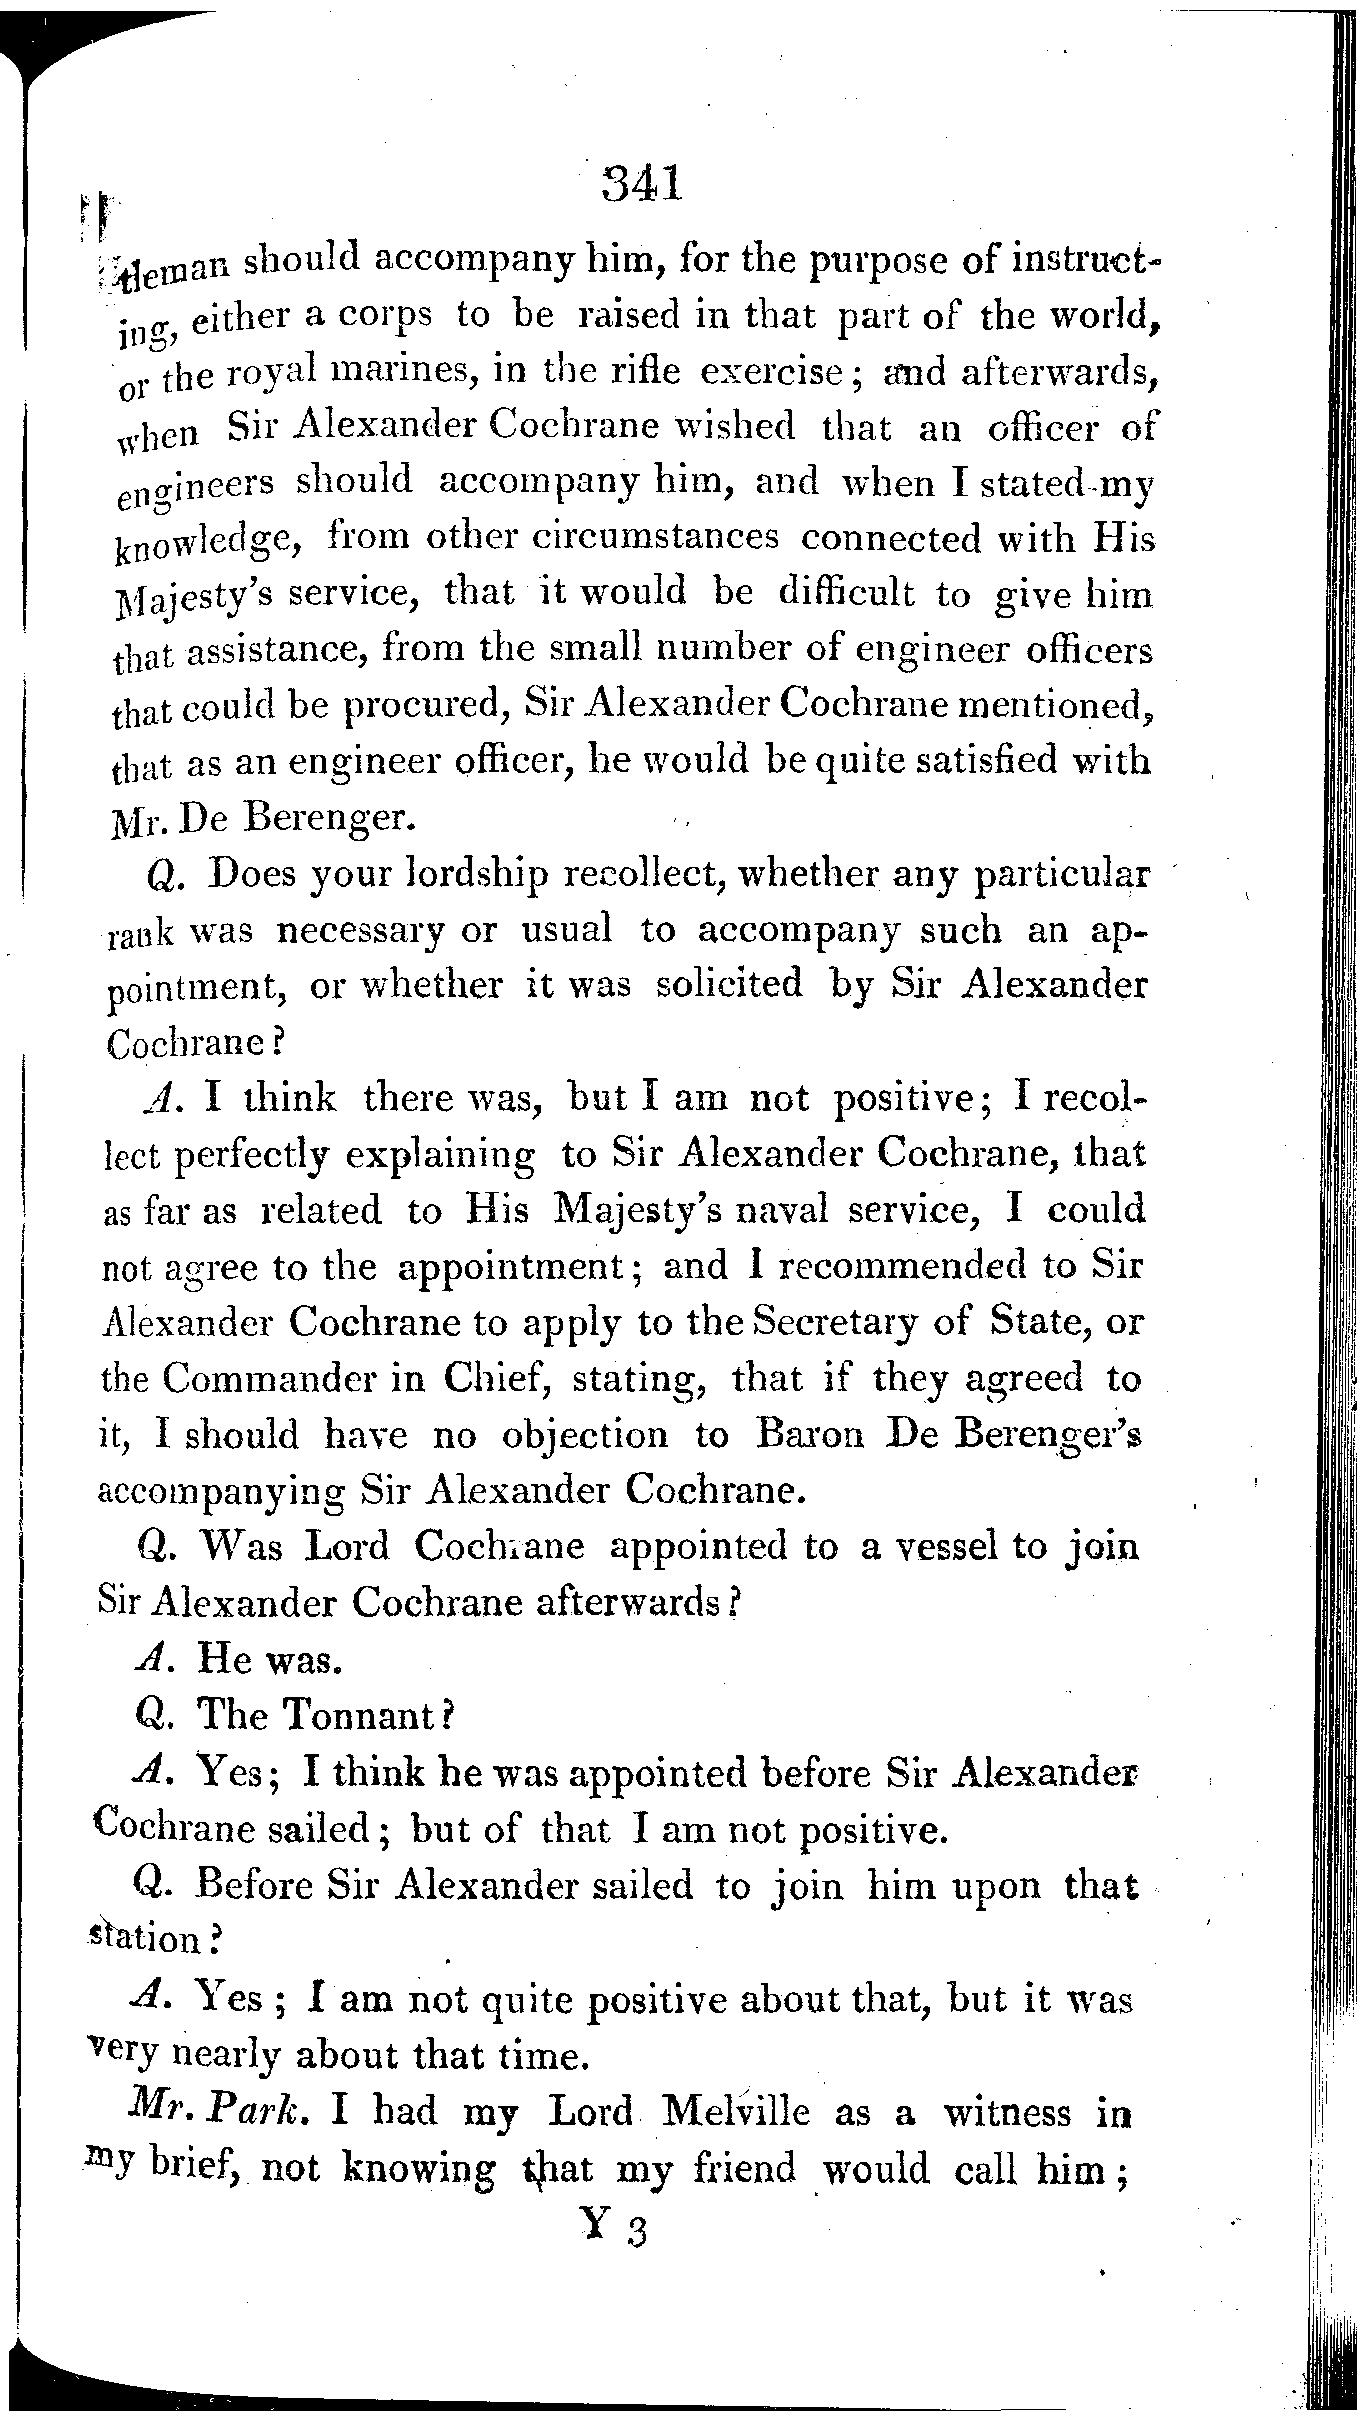 341
tleman should accompany him, for the purpose of instruct-
ing, either a corps to be raised in that part of the world,
or the royal marines, in the rifle exercise; and afterwards,
when Sir Alexander Cochrane wished that an officer of
engineers should accompany him, and when I stated my
knowledge, from other circumstances connected with His
Majesty's service, that it would be difficult to give him
that assistance, from the small number of engineer officers
that could be procured, Sir Alexander Cochrane mentioned,
that as an engineer officer, he would be quite satisfied with
Mr. De Berenger.
Q. Does your lordship recollect, whether any particular
rank was necessary or usual to accompany such an ap-
pointment, or whether it was solicited by Sir Alexander
Cochrane?
A. I think there was, but I am not positive; I recol-
lect perfectly explaining to Sir Alexander Cochrane, that
as far as related to His Majesty's naval service, I could
not agree to the appointment; and I recommended to Sir
Alexander Cochrane to apply to the Secretary of State, or
the Commander in Chief, stating, that if they agreed to
it, I should have no objection to Baron De Berenger's
accompanying Sir Alexander Cochrane.
Q. Was Lord Cochrane appointed to a vessel to join
Sir Alexander Cochrane afterwards?
A. He was.
Q. The Tonnant?
A. Yes; I think he was appointed before Sir Alexander
Cochrane sailed; but of that I am not positive.
Q. Before Sir Alexander sailed to join him upon that
station?
A. Yes; I am not quite positive about that, but it was
very nearly about that time.
Mr. Park. I had my Lord Melville as a witness in
my brief, not knowing that my friend would call him;
Y 3